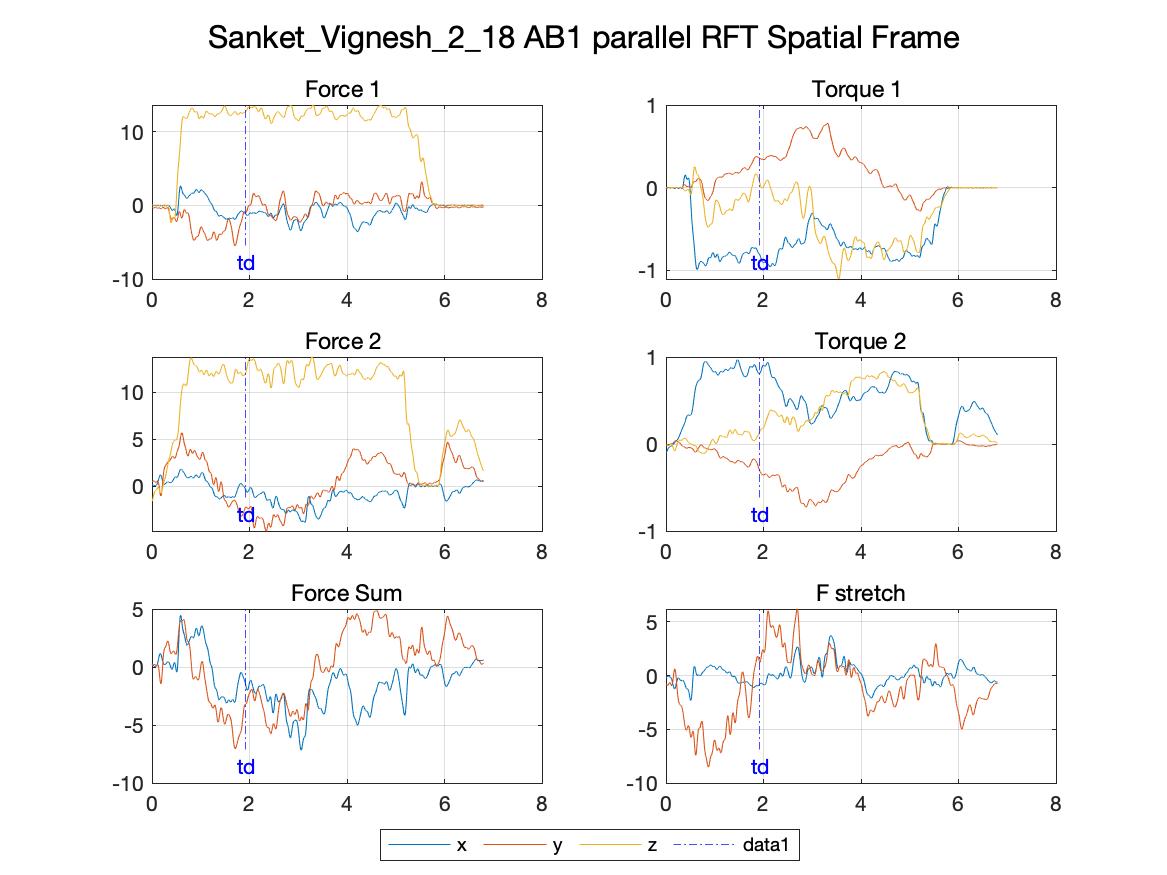 Sanket_Vignesh_2_18 AB1 parallel RFT Spatial Frame
Force 1
10
0
-10
td
0 2 4 6 8
Torque 1
1
0
-1
td
0 2 4 6 8
Force 2
10
5
0
td
0 2 4 6 8
Torque 2
1
0
-1
td
0 2 4 6 8
Force Sum
5
0
-5
-10
td
0 2 4 6 8
F stretch
5
0
-5
-10
td
0 2 4 6 8
x y z data1